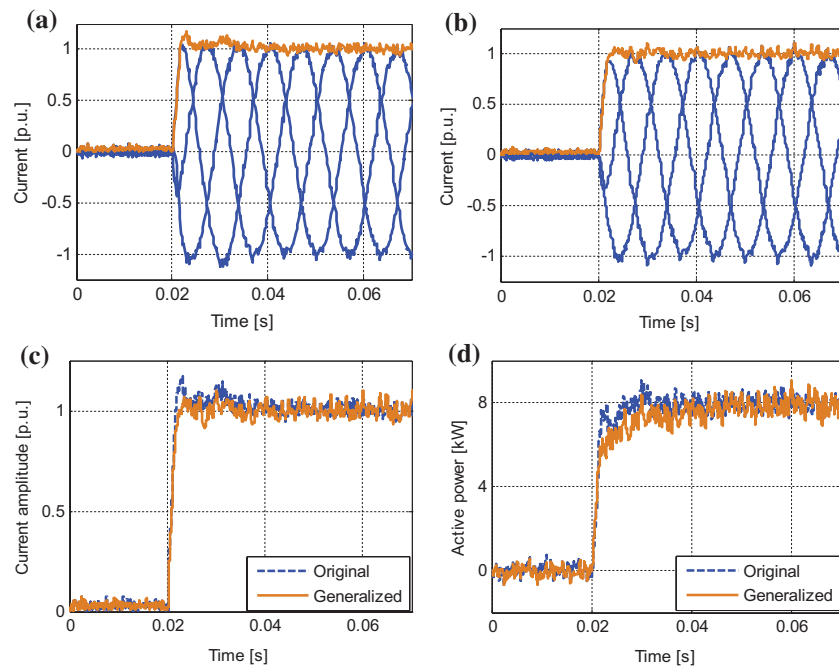 (a)
Current [p.u.]
1
0.5
0
-0.5
-1
0
0.02
0.04
0.06
Time [s]
(b)
Current [p.u.]
1
0.5
0
-0.5
-1
0
0.02
0.04
0.06
Time [s]
(c)
Current amplitude [p.u.]
1
0.5
0
0
0.02
0.04
0.06
Time [s]
Original
Generalized
(d)
Active power [kW]
8
4
0
0
0.02
0.04
0.06
Time [s]
Original
Generalized